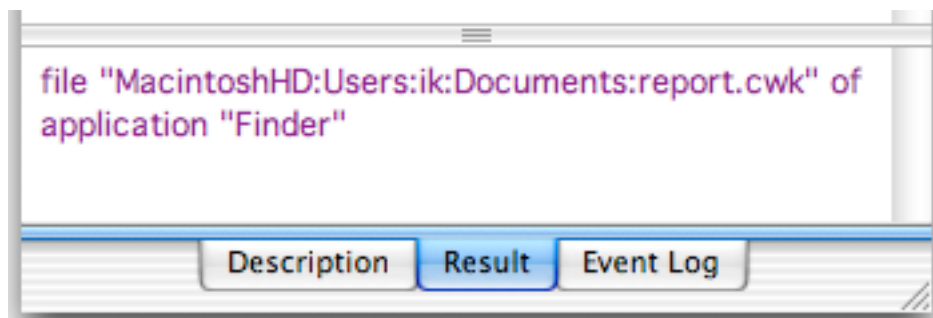 file "MacintoshHD:Users:ik:Documents:report.cwk" of
application "Finder"
Description Result Event Log